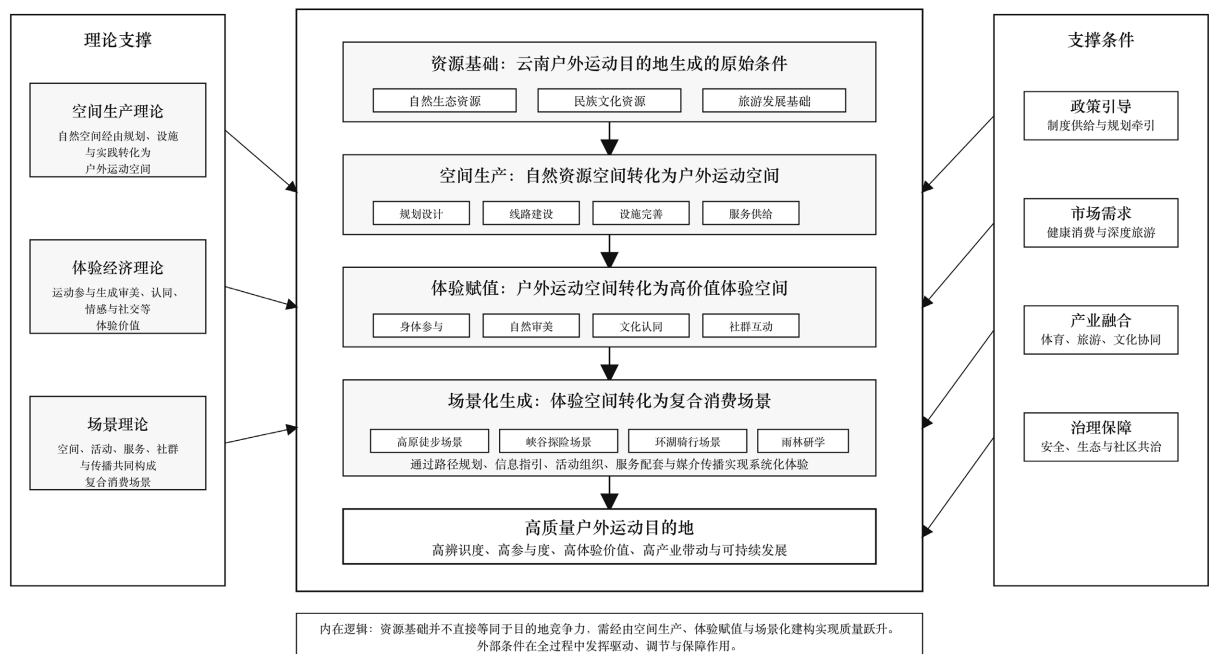 理论支撑
空间生产理论
自然空间经由规划、设施
与实践转化为
户外运动空间
体验经济理论
运动参与生成审美、认同、
情感与社交等
体验价值
场景理论
空间、活动、服务、社群
与传播共同构成
复合消费场景
资源基础：云南户外运动目的地生成的原始条件
自然生态资源
民族文化资源
旅游发展基础
空间生产：自然资源空间转化为户外运动空间
规划设计
线路建设
设施完善
服务供给
体验赋值：户外运动空间转化为高价值体验空间
身体参与
自然审美
文化认同
社群互动
场景化生成：体验空间转化为复合消费场景
高原徒步场景
峡谷探险场景
环湖骑行场景
雨林研学
通过路径规划、信息指引、活动组织、服务配套与媒介传播实现系统化体验
高质量户外运动目的地
高辨识度、高参与度、高体验价值、高产业带动与可持续发展
支撑条件
政策引导
制度供给与规划牵引
市场需求
健康消费与深度旅游
产业融合
体育、旅游、文化协同
治理保障
安全、生态与社区共治
内在逻辑：资源基础并不直接等同于目的地竞争力，需经由空间生产、体验赋值与场景化建构实现质量跃升。
外部条件在全过程中发挥驱动、调节与保障作用。